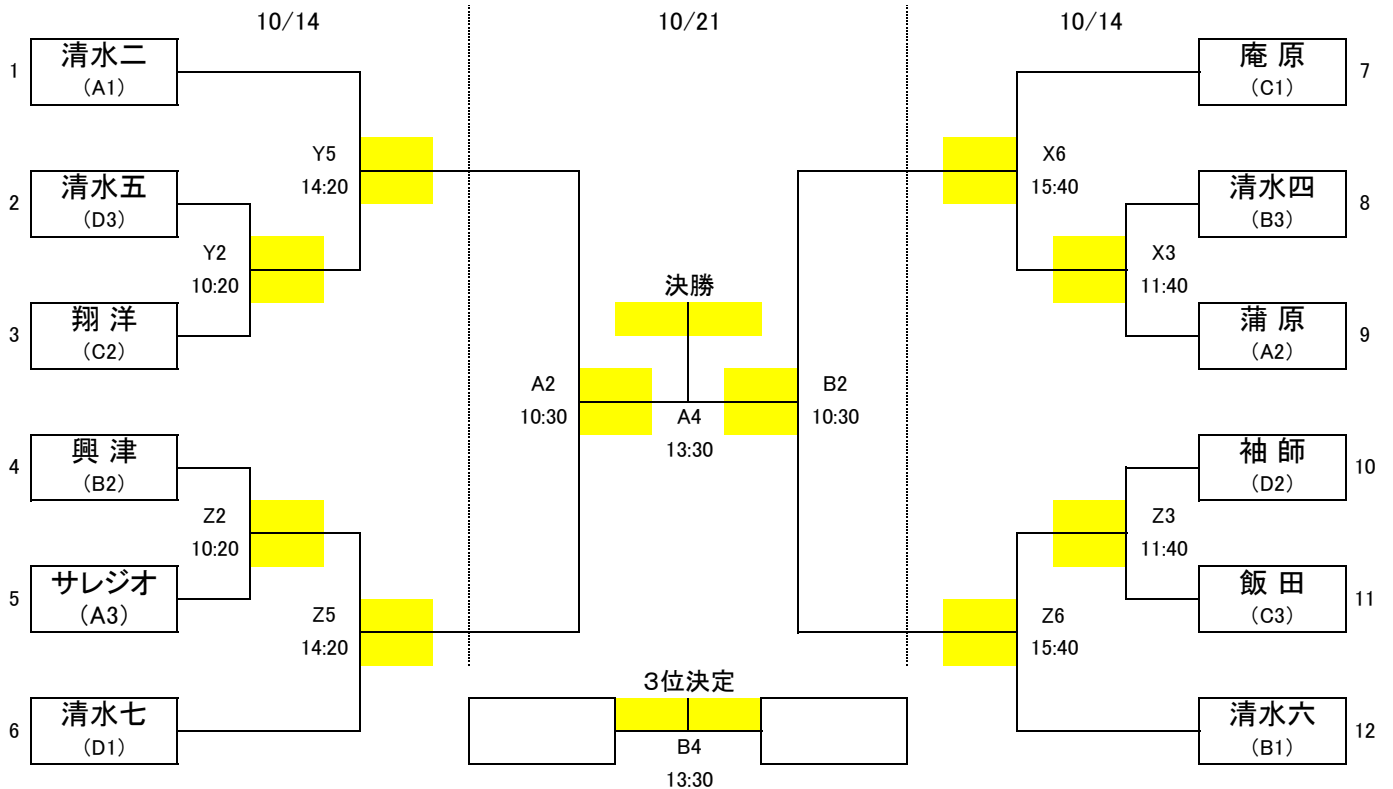 10/14
10/21
10/14
1
清水二
(A1)
2
清水五
(D3)
3
翔 洋
(C2)
4
興 津
(B2)
5
サレジオ
(A3)
6
清水七
(D1)
Y5
14:20
Y2
10:20
Z2
10:20
Z5
14:20
A2
10:30
決勝
A4
13:30
B2
10:30
3位決定
B4
13:30
X6
15:40
X3
11:40
Z3
11:40
Z6
15:40
庵 原
(C1)
7
清水四
(B3)
8
蒲 原
(A2)
9
袖 師
(D2)
10
飯 田
(C3)
11
清水六
(B1)
12